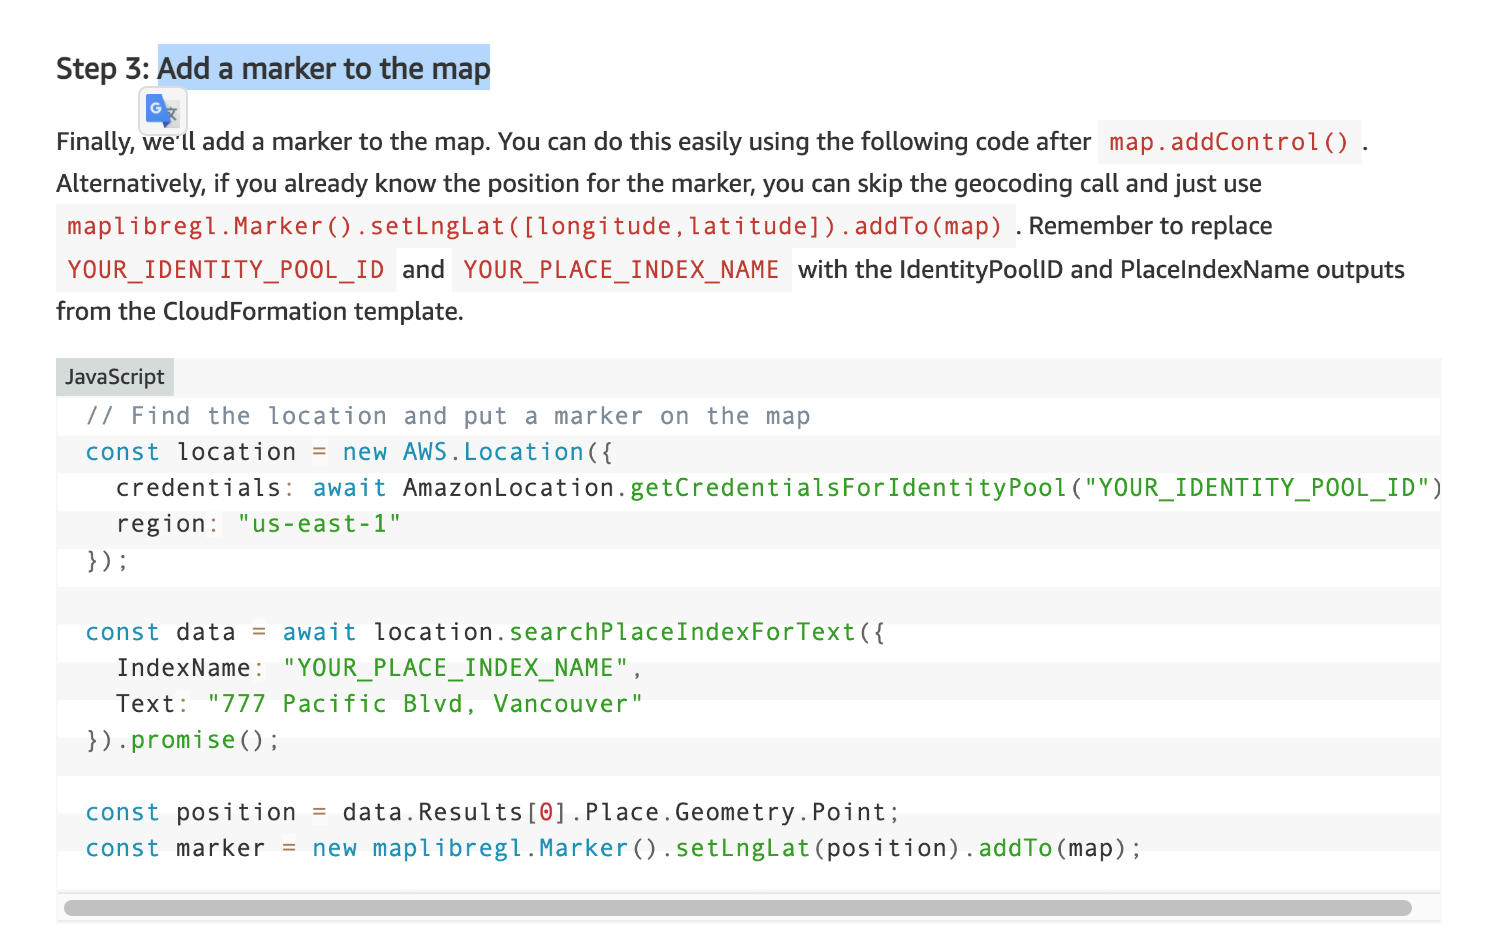 Step 3: Add a marker to the map
Finally, we'll add a marker to the map. You can do this easily using the following code after map.addControl() .
Alternatively, if you already know the position for the marker, you can skip the geocoding call and just use
maplibregl.Marker().setLngLat([longitude,latitude]).addTo(map) . Remember to replace
YOUR_IDENTITY_POOL_ID and YOUR_PLACE_INDEX_NAME with the IdentityPoolID and PlaceIndexName outputs
from the CloudFormation template.
JavaScript
// Find the location and put a marker on the map
const location = new AWS.Location({
  credentials: await AmazonLocation.getCredentialsForIdentityPool("YOUR_IDENTITY_POOL_ID")
  region: "us-east-1"
});
const data = await location.searchPlaceIndexForText({
  IndexName: "YOUR_PLACE_INDEX_NAME",
  Text: "777 Pacific Blvd, Vancouver"
}).promise();
const position = data.Results[0].Place.Geometry.Point;
const marker = new maplibregl.Marker().setLngLat(position).addTo(map);